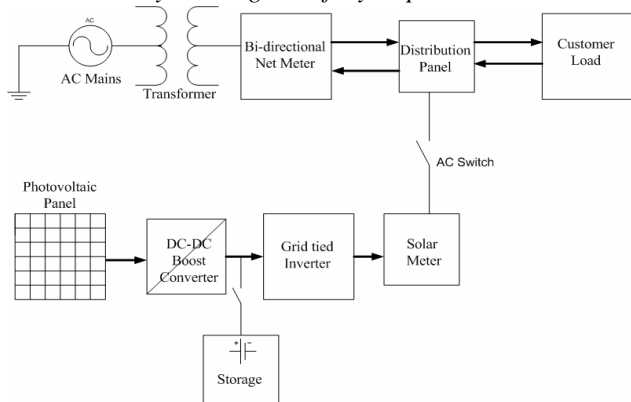 AC
AC Mains
Transformer
Bi-directional
Net Meter
Distribution
Panel
Customer
Load
AC Switch
Photovoltaic
Panel
DC-DC
Boost
Converter
Grid tied
Inverter
Solar
Meter
+ -
Storage